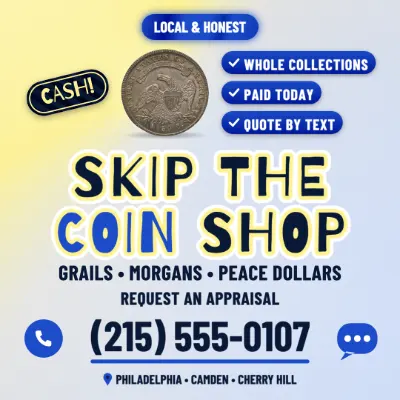 LOCAL & HONEST
CASH!
WHOLE COLLECTIONS
PAID TODAY
QUOTE BY TEXT
SKIP THE
COIN SHOP
GRAILS • MORGANS • PEACE DOLLARS
REQUEST AN APPRAISAL
(215) 555-0107
PHILADELPHIA • CAMDEN • CHERRY HILL